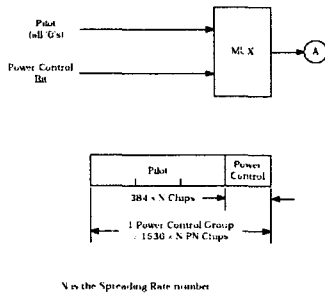 Pilot
(all '0's)
MUX
A
Power Control
Bit
Pilot
Power
Control
384 × N Chips
1 Power Control Group
= 1536 × N PN Chips
N is the Spreading Rate number